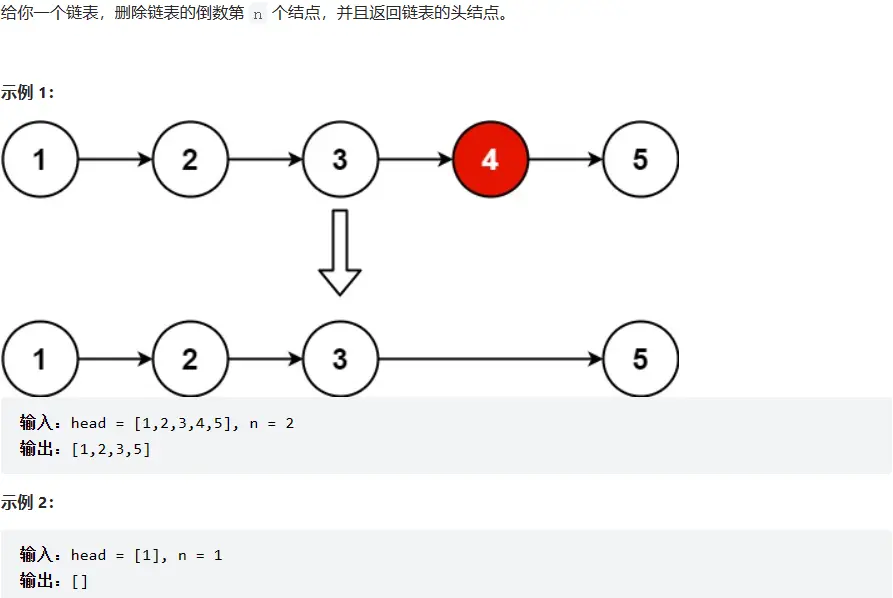 给你一个链表，删除链表的倒数第 n 个结点，并且返回链表的头结点。
示例 1：
1 2 3 4 5
1 2 3 5
输入：head = [1,2,3,4,5], n = 2
输出：[1,2,3,5]
示例 2：
输入：head = [1], n = 1
输出：[]